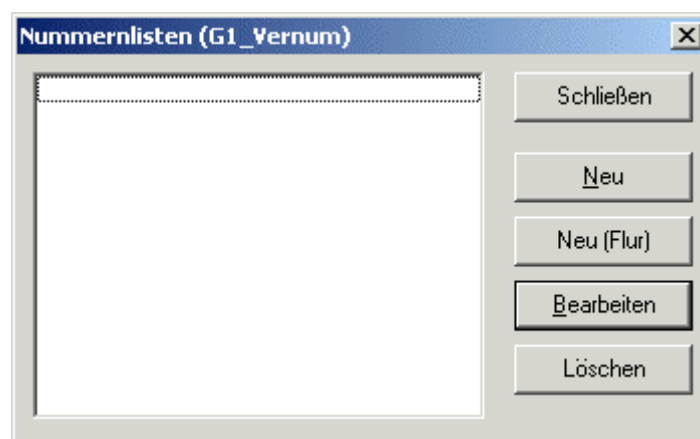 Nummernlisten (G1_Vernum)
Schließen
Neu
Neu (Flur)
Bearbeiten
Löschen